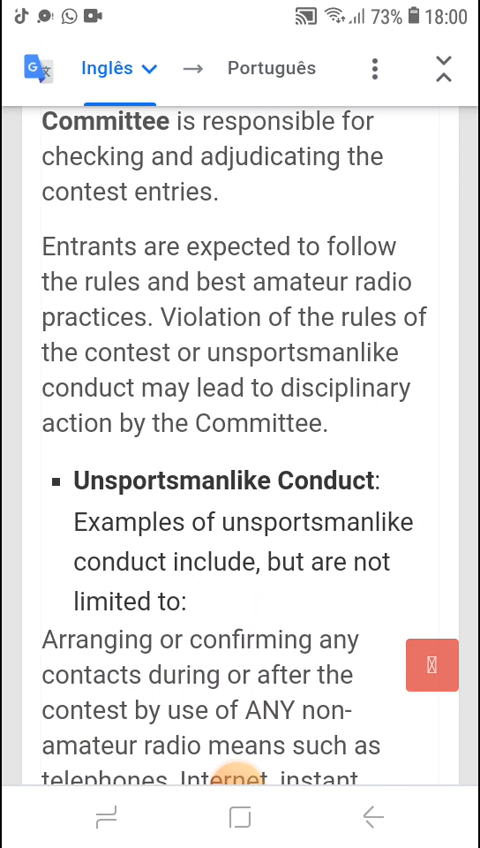 73% 18:00
Inglês → Português
Committee is responsible for
checking and adjudicating the
contest entries.
Entrants are expected to follow
the rules and best amateur radio
practices. Violation of the rules of
the contest or unsportsmanlike
conduct may lead to disciplinary
action by the Committee.
▪ Unsportsmanlike Conduct:
Examples of unsportsmanlike
conduct include, but are not
limited to:
Arranging or confirming any
contacts during or after the
contest by use of ANY non-
amateur radio means such as
telephones, Internet, instant